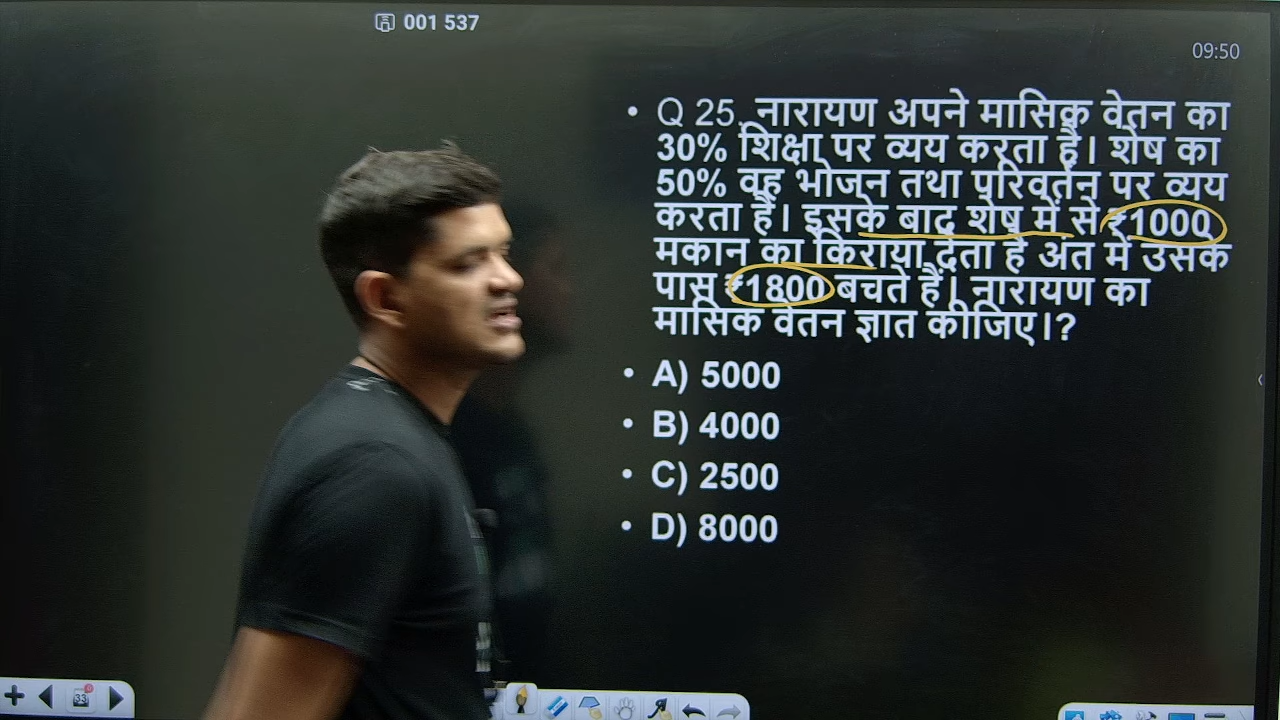 001 537
09:50
• Q 25. नारायण अपने मासिक वेतन का
30% शिक्षा पर व्यय करता हैं। शेष का
50% वह भोजन तथा परिवर्तन पर व्यय
करता हैं। इसके बाद शेष में से ₹1000
मकान का किराया देता है अंत में उसके
पास ₹1800 बचते हैं। नारायण का
मासिक वेतन ज्ञात कीजिए।?
• A) 5000
• B) 4000
• C) 2500
• D) 8000
33